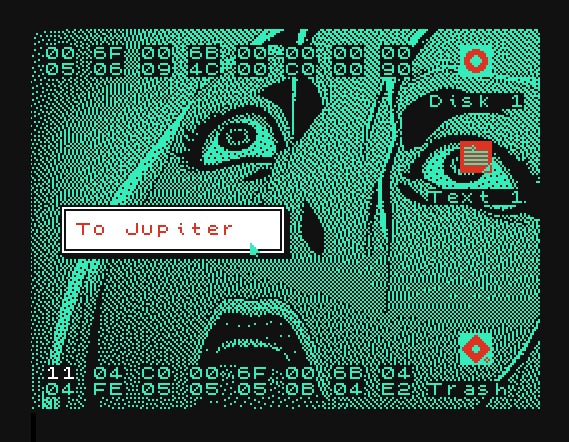 00 6F 00 6B 00 00 00 00
05 06 09 4C 00 C0 00 90
Disk 1
Text 1
To Jupiter
11 04 C0 00 6F 00 6B 04
04 FE 05 05 05 0B 04 E2
Trash